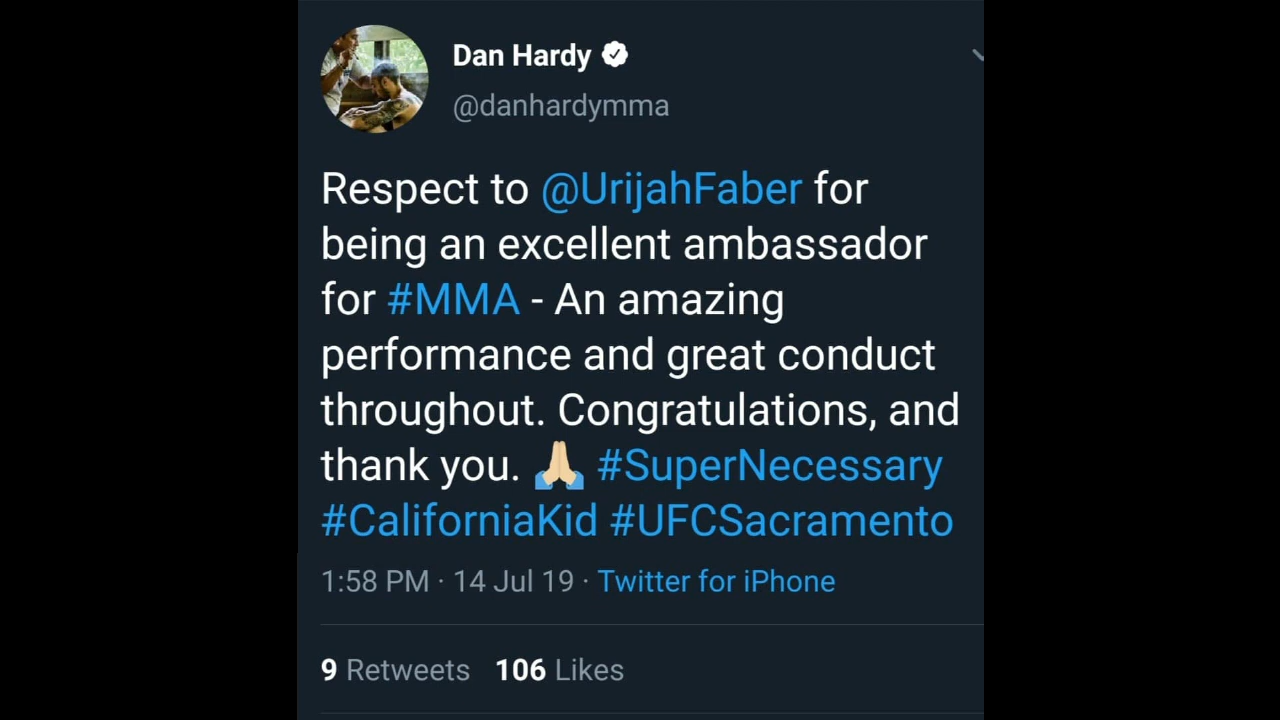 Dan Hardy
@danhardymma
Respect to @UrijahFaber for
being an excellent ambassador
for #MMA - An amazing
performance and great conduct
throughout. Congratulations, and
thank you. 🙏🏼 #SuperNecessary
#CaliforniaKid #UFCSacramento
1:58 PM · 14 Jul 19 · Twitter for iPhone
9 Retweets 106 Likes